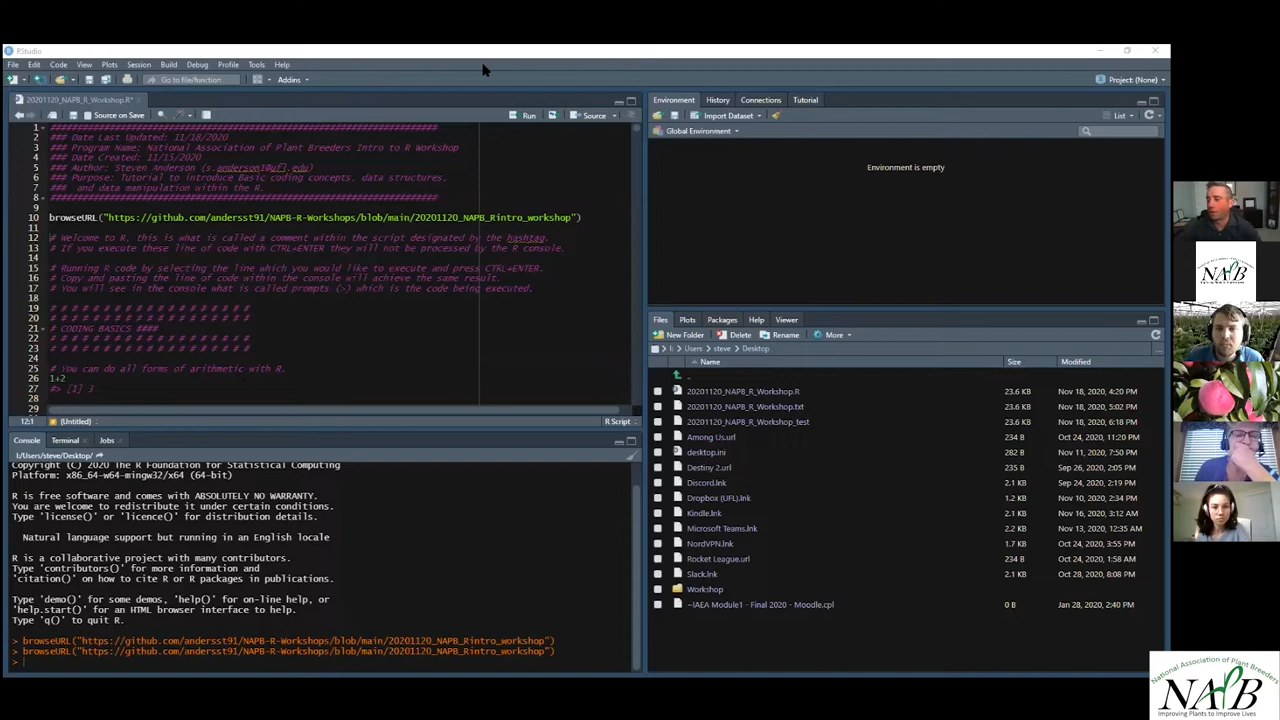 RStudio
File Edit Code View Plots Session Build Debug Profile Tools Help
Go to file/function Addins Project: (None)
20201120_NAPB_R_Workshop.R*
Source on Save Run Source
1 ################################################################################
2 ### Date Last Updated: 11/18/2020
3 ### Program Name: National Association of Plant Breeders Intro to R Workshop
4 ### Date Created: 11/15/2020
5 ### Author: Steven Anderson (s.anderson1@ufl.edu)
6 ### Purpose: Tutorial to introduce Basic coding concepts, data structures,
7 ### and data manipulation within the R.
8 ################################################################################
9
10 browseURL("https://github.com/andersst91/NAPB-R-Workshops/blob/main/20201120_NAPB_Rintro_workshop")
11
12 # Welcome to R, this is what is called a comment within the script designated by the hashtag.
13 # If you execute these line of code with CTRL+ENTER they will not be processed by the R console.
14
15 # Running R code by selecting the line which you would like to execute and press CTRL+ENTER.
16 # Copy and pasting the line of code within the console will achieve the same result.
17 # You will see in the console what is called prompts (>) which is the code being executed.
18
19 # # # # # # # # # # # # # # # # # # #
20 # # # # # # # # # # # # # # # # # # #
21 # CODING BASICS ####
22 # # # # # # # # # # # # # # # # # # #
23 # # # # # # # # # # # # # # # # # # #
24
25 # You can do all forms of arithmetic with R.
26 1+2
27 #> [1] 3
28
29
12:1 (Untitled) R Script
Console Terminal Jobs
I:/Users/steve/Desktop/
Copyright (C) 2020 The R Foundation for Statistical Computing
Platform: x86_64-w64-mingw32/x64 (64-bit)
R is free software and comes with ABSOLUTELY NO WARRANTY.
You are welcome to redistribute it under certain conditions.
Type 'license()' or 'licence()' for distribution details.
Natural language support but running in an English locale
R is a collaborative project with many contributors.
Type 'contributors()' for more information and
'citation()' on how to cite R or R packages in publications.
Type 'demo()' for some demos, 'help()' for on-line help, or
'help.start()' for an HTML browser interface to help.
Type 'q()' to quit R.
> browseURL("https://github.com/andersst91/NAPB-R-Workshops/blob/main/20201120_NAPB_Rintro_workshop")
> browseURL("https://github.com/andersst91/NAPB-R-Workshops/blob/main/20201120_NAPB_Rintro_workshop")
>
Environment History Connections Tutorial
Import Dataset List
Global Environment
Environment is empty
Files Plots Packages Help Viewer
New Folder Delete Rename More
I: Users steve Desktop
Name Size Modified
..
20201120_NAPB_R_Workshop.R 23.6 KB Nov 18, 2020, 4:20 PM
20201120_NAPB_R_Workshop.txt 23.6 KB Nov 18, 2020, 5:02 PM
20201120_NAPB_R_Workshop_test 23.6 KB Nov 18, 2020, 6:18 PM
Among Us.url 234 B Oct 24, 2020, 11:20 PM
desktop.ini 282 B Nov 11, 2020, 7:50 PM
Destiny 2.url 235 B Sep 26, 2020, 2:05 PM
Discord.lnk 2.1 KB Sep 24, 2020, 2:19 PM
Dropbox (UFL).lnk 1.2 KB Nov 10, 2020, 2:34 PM
Kindle.lnk 2.1 KB Nov 16, 2020, 3:12 AM
Microsoft Teams.lnk 2.2 KB Nov 13, 2020, 12:35 AM
NordVPN.lnk 1.7 KB Oct 24, 2020, 3:55 PM
Rocket League.url 234 B Oct 24, 2020, 1:58 AM
Slack.lnk 2.1 KB Oct 28, 2020, 8:08 PM
Workshop
~IAEA Module1 - Final 2020 - Moodle.cpl 0 B Jan 28, 2020, 2:40 PM
NAPB
National Association of Plant Breeders
NAPB
Improving Plants to Improve Lives